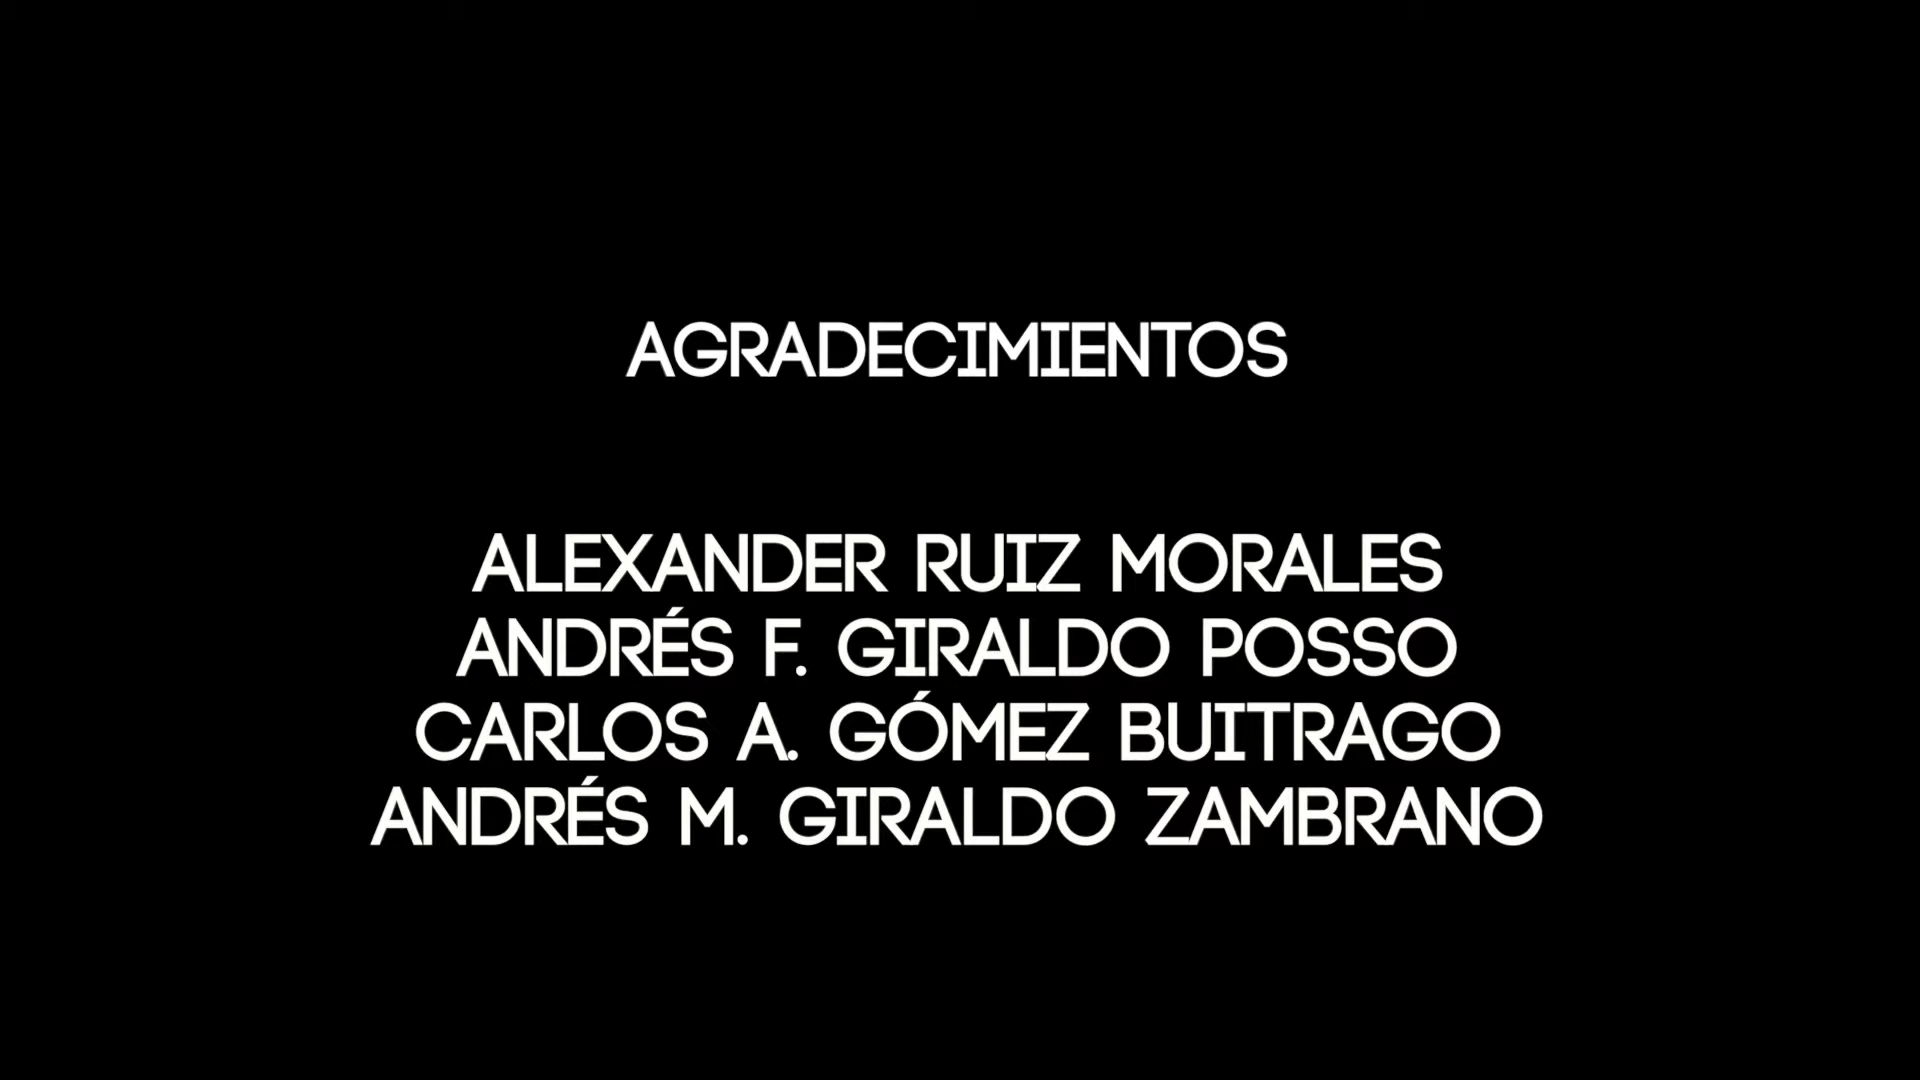 AGRADECIMIENTOS
ALEXANDER RUIZ MORALES
ANDRÉS F. GIRALDO POSSO
CARLOS A. GÓMEZ BUITRAGO
ANDRÉS M. GIRALDO ZAMBRANO